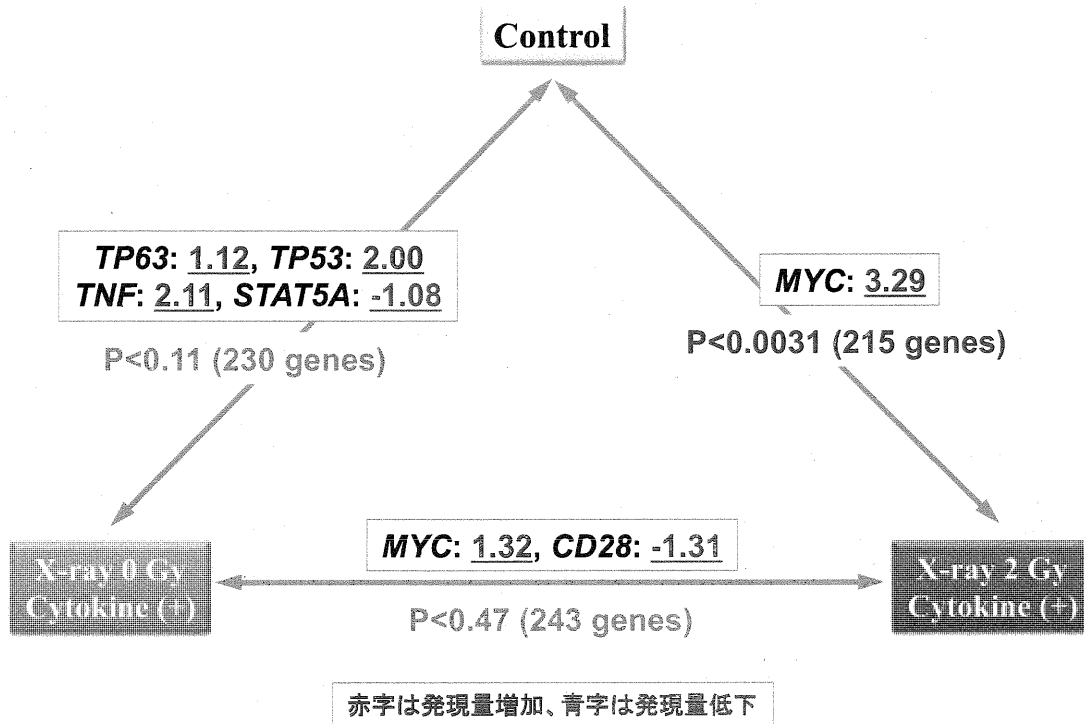 Control
TP63: 1.12, TP53: 2.00
TNF: 2.11, STAT5A: -1.08
P<0.11 (230 genes)
MYC: 3.29
P<0.0031 (215 genes)
X-ray 0 Gy
Cytokine (+)
MYC: 1.32, CD28: -1.31
P<0.47 (243 genes)
X-ray 2 Gy
Cytokine (+)
赤字は発現量増加、青字は発現量低下